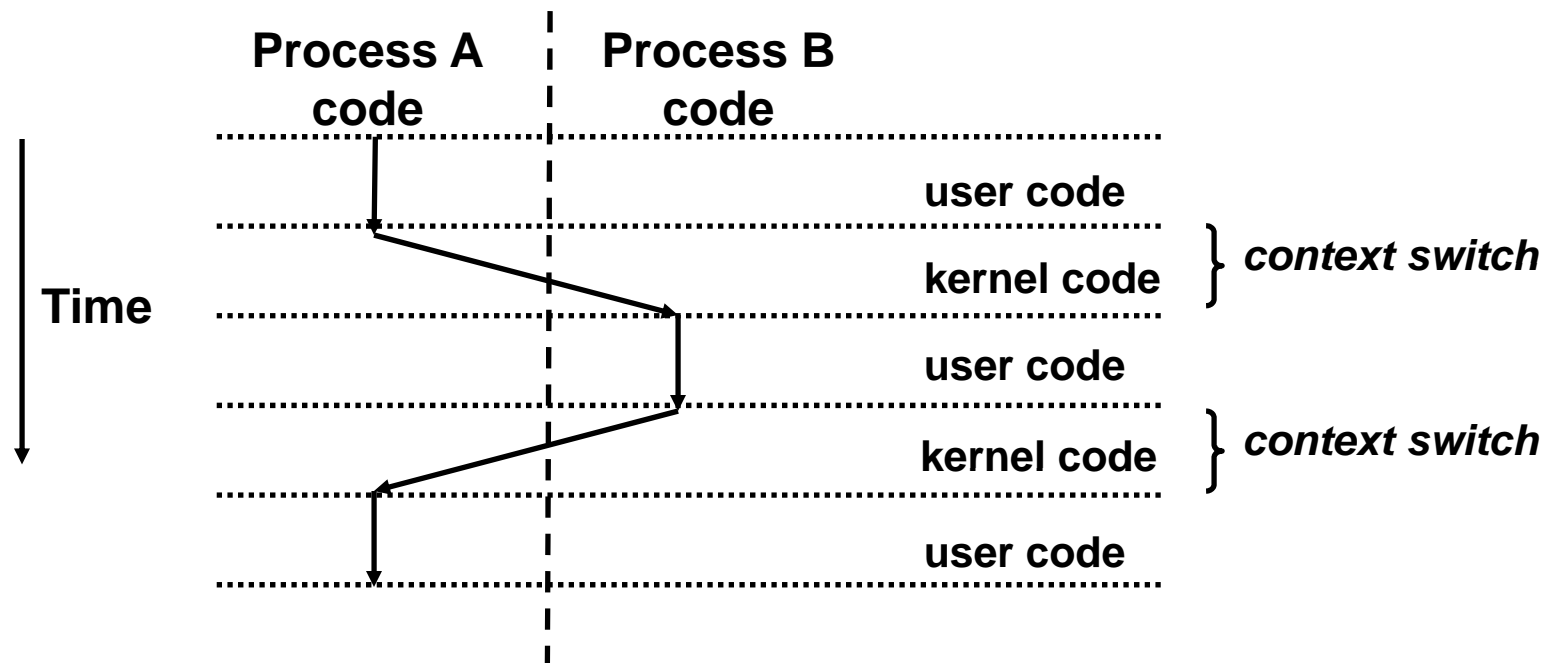 Process A
code
Process B
code
user code
context switch
kernel code
Time
user code
context switch
kernel code
user code